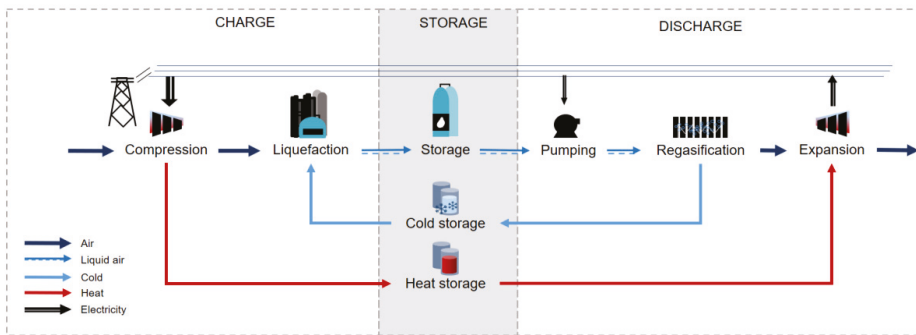 CHARGE
STORAGE
DISCHARGE
Compression
Liquefaction
Storage
Pumping
Regasification
Expansion
Cold storage
Heat storage
Air
Liquid air
Cold
Heat
Electricity